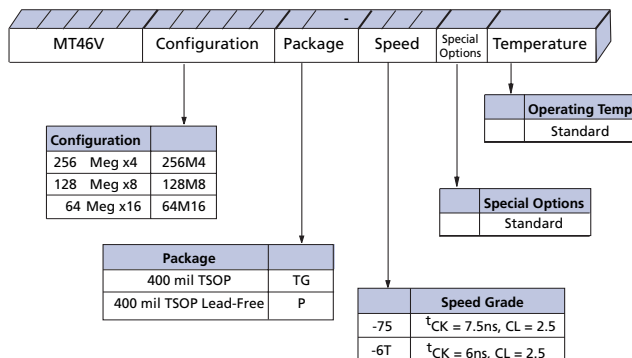 -
MT46V Configuration Package Speed Special Options Temperature
Operating Temp
Standard
Configuration
256 Meg x4 256M4
128 Meg x8 128M8
64 Meg x16 64M16
Special Options
Standard
Package
400 mil TSOP TG
400 mil TSOP Lead-Free P
Speed Grade
-75 tCK = 7.5ns, CL = 2.5
-6T tCK = 6ns, CL = 2.5